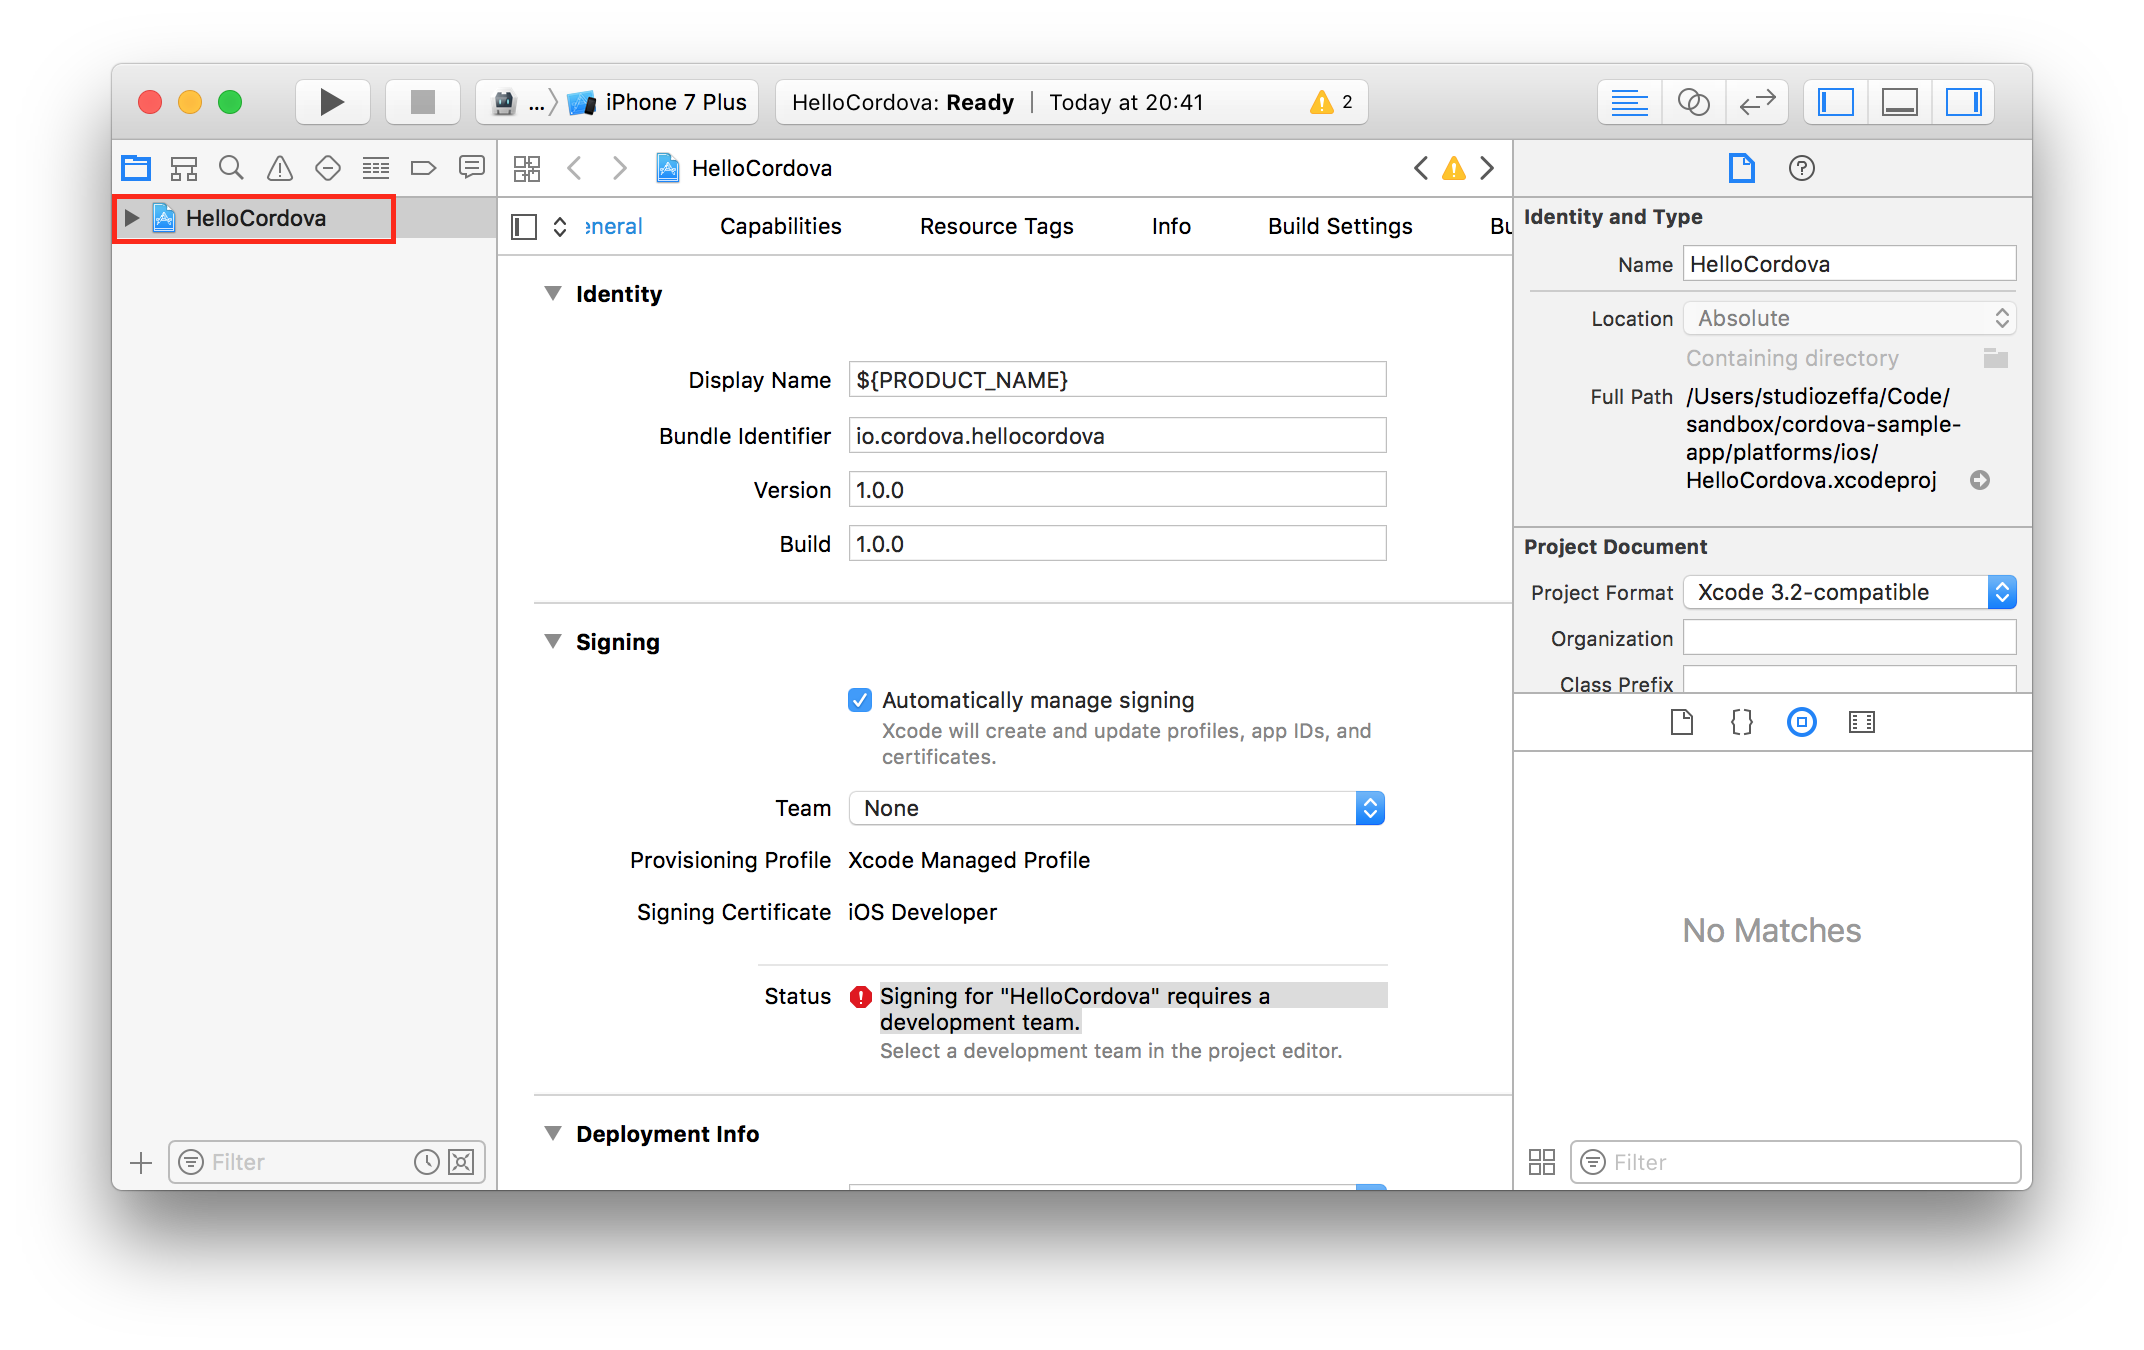 ... iPhone 7 Plus
HelloCordova: Ready | Today at 20:41
2
HelloCordova
HelloCordova
eneral Capabilities Resource Tags Info Build Settings Bu
Identity
Display Name ${PRODUCT_NAME}
Bundle Identifier io.cordova.hellocordova
Version 1.0.0
Build 1.0.0
Signing
Automatically manage signing
Xcode will create and update profiles, app IDs, and
certificates.
Team None
Provisioning Profile Xcode Managed Profile
Signing Certificate iOS Developer
Status Signing for "HelloCordova" requires a
development team.
Select a development team in the project editor.
Deployment Info
Filter
Identity and Type
Name HelloCordova
Location Absolute
Containing directory
Full Path /Users/studiozeffa/Code/
sandbox/cordova-sample-
app/platforms/ios/
HelloCordova.xcodeproj
Project Document
Project Format Xcode 3.2-compatible
Organization
Class Prefix
No Matches
Filter